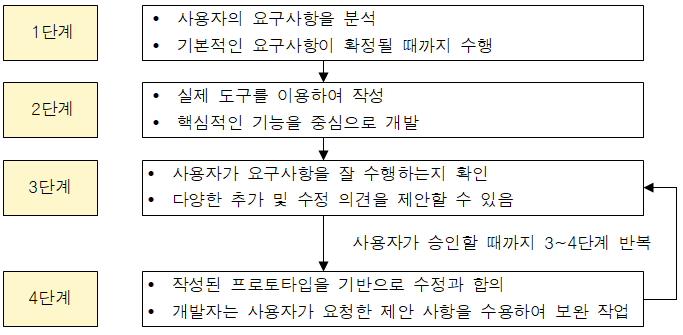 1단계
• 사용자의 요구사항을 분석
• 기본적인 요구사항이 확정될 때까지 수행
2단계
• 실제 도구를 이용하여 작성
• 핵심적인 기능을 중심으로 개발
3단계
• 사용자가 요구사항을 잘 수행하는지 확인
• 다양한 추가 및 수정 의견을 제안할 수 있음
사용자가 승인할 때까지 3~4단계 반복
4단계
• 작성된 프로토타입을 기반으로 수정과 합의
• 개발자는 사용자가 요청한 제안 사항을 수용하여 보완 작업